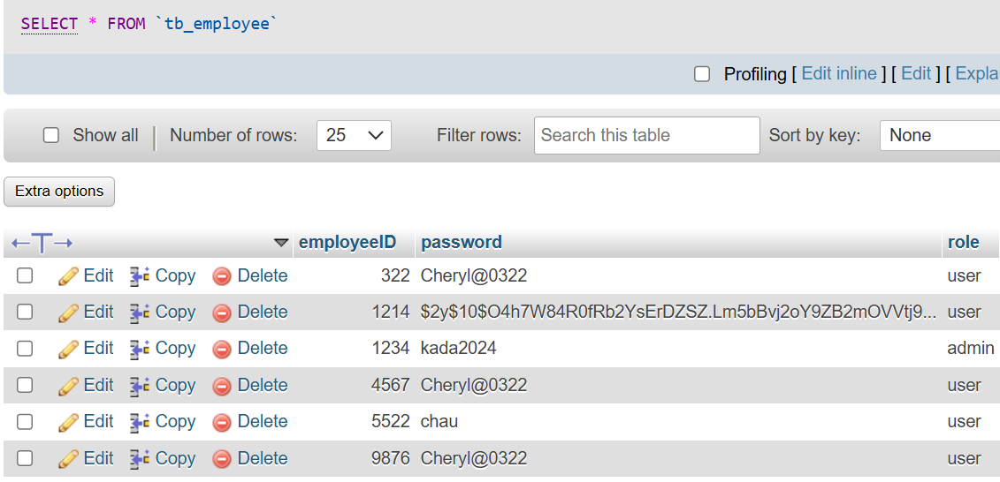 SELECT * FROM `tb_employee`
Profiling [ Edit inline ] [ Edit ] [ Expla
Show all Number of rows: 25 Filter rows: Search this table Sort by key: None
Extra options
employeeID password role
Edit Copy Delete 322 Cheryl@0322 user
Edit Copy Delete 1214 $2y$10$O4h7W84R0fRb2YsErDZSZ.Lm5bBvj2oY9ZB2mOVVtj9... user
Edit Copy Delete 1234 kada2024 admin
Edit Copy Delete 4567 Cheryl@0322 user
Edit Copy Delete 5522 chau user
Edit Copy Delete 9876 Cheryl@0322 user